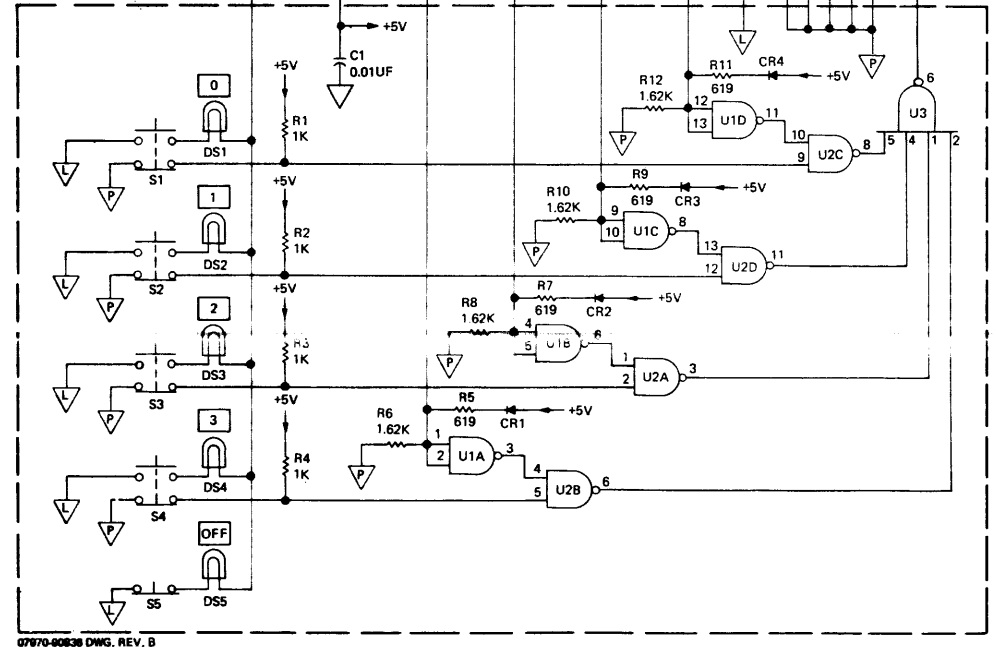 +5V
C1
0.01UF
L
P
+5V
0
R1
1K
DS1
L
P
S1
R12
1.62K
P
R11
619
CR4
+5V
12
13
U1D
11
10
9
U2C
8
6
U3
5
4
1
2
+5V
1
R2
1K
DS2
L
P
S2
R10
1.62K
P
R9
619
CR3
+5V
9
10
U1C
8
13
12
U2D
11
+5V
2
R3
1K
DS3
L
P
S3
R8
1.62K
P
R7
619
CR2
+5V
4
5
U1B
6
1
2
U2A
3
+5V
3
R4
1K
DS4
L
P
S4
R6
1.62K
P
R5
619
CR1
+5V
1
2
U1A
3
4
5
U2B
6
OFF
L
S5
DS5
07970-90836 DWG, REV, B